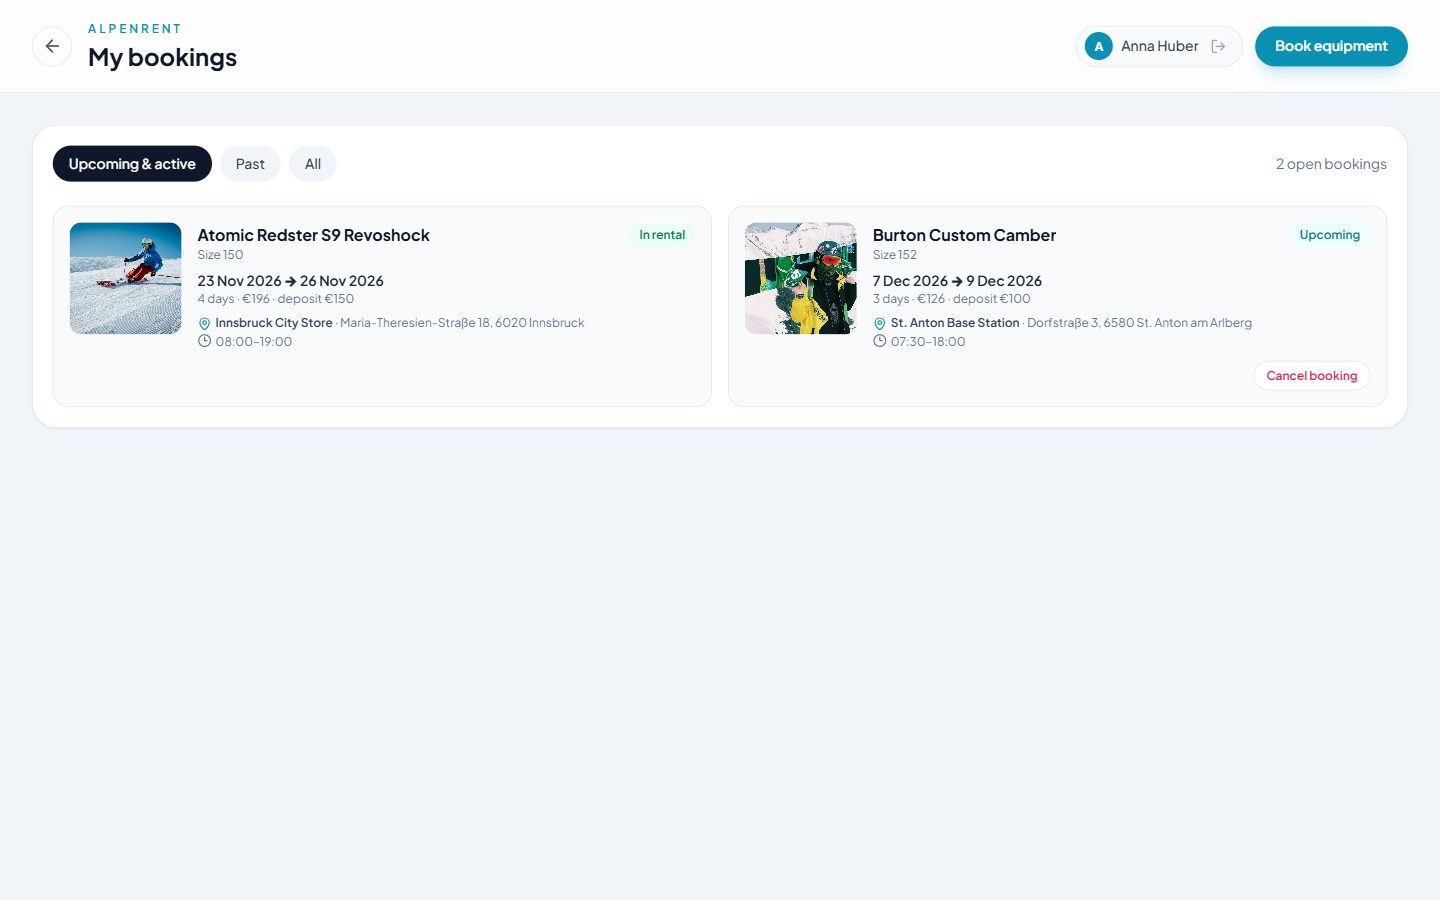 ALPENRENT
My bookings
A
Anna Huber
Book equipment
Upcoming & active
Past
All
2 open bookings
Atomic Redster S9 Revoshock
In rental
Size 150
23 Nov 2026 → 26 Nov 2026
4 days · €196 · deposit €150
Innsbruck City Store · Maria-Theresien-Straße 18, 6020 Innsbruck
08:00–19:00
Burton Custom Camber
Upcoming
Size 152
7 Dec 2026 → 9 Dec 2026
3 days · €126 · deposit €100
St. Anton Base Station · Dorfstraße 3, 6580 St. Anton am Arlberg
07:30–18:00
Cancel booking